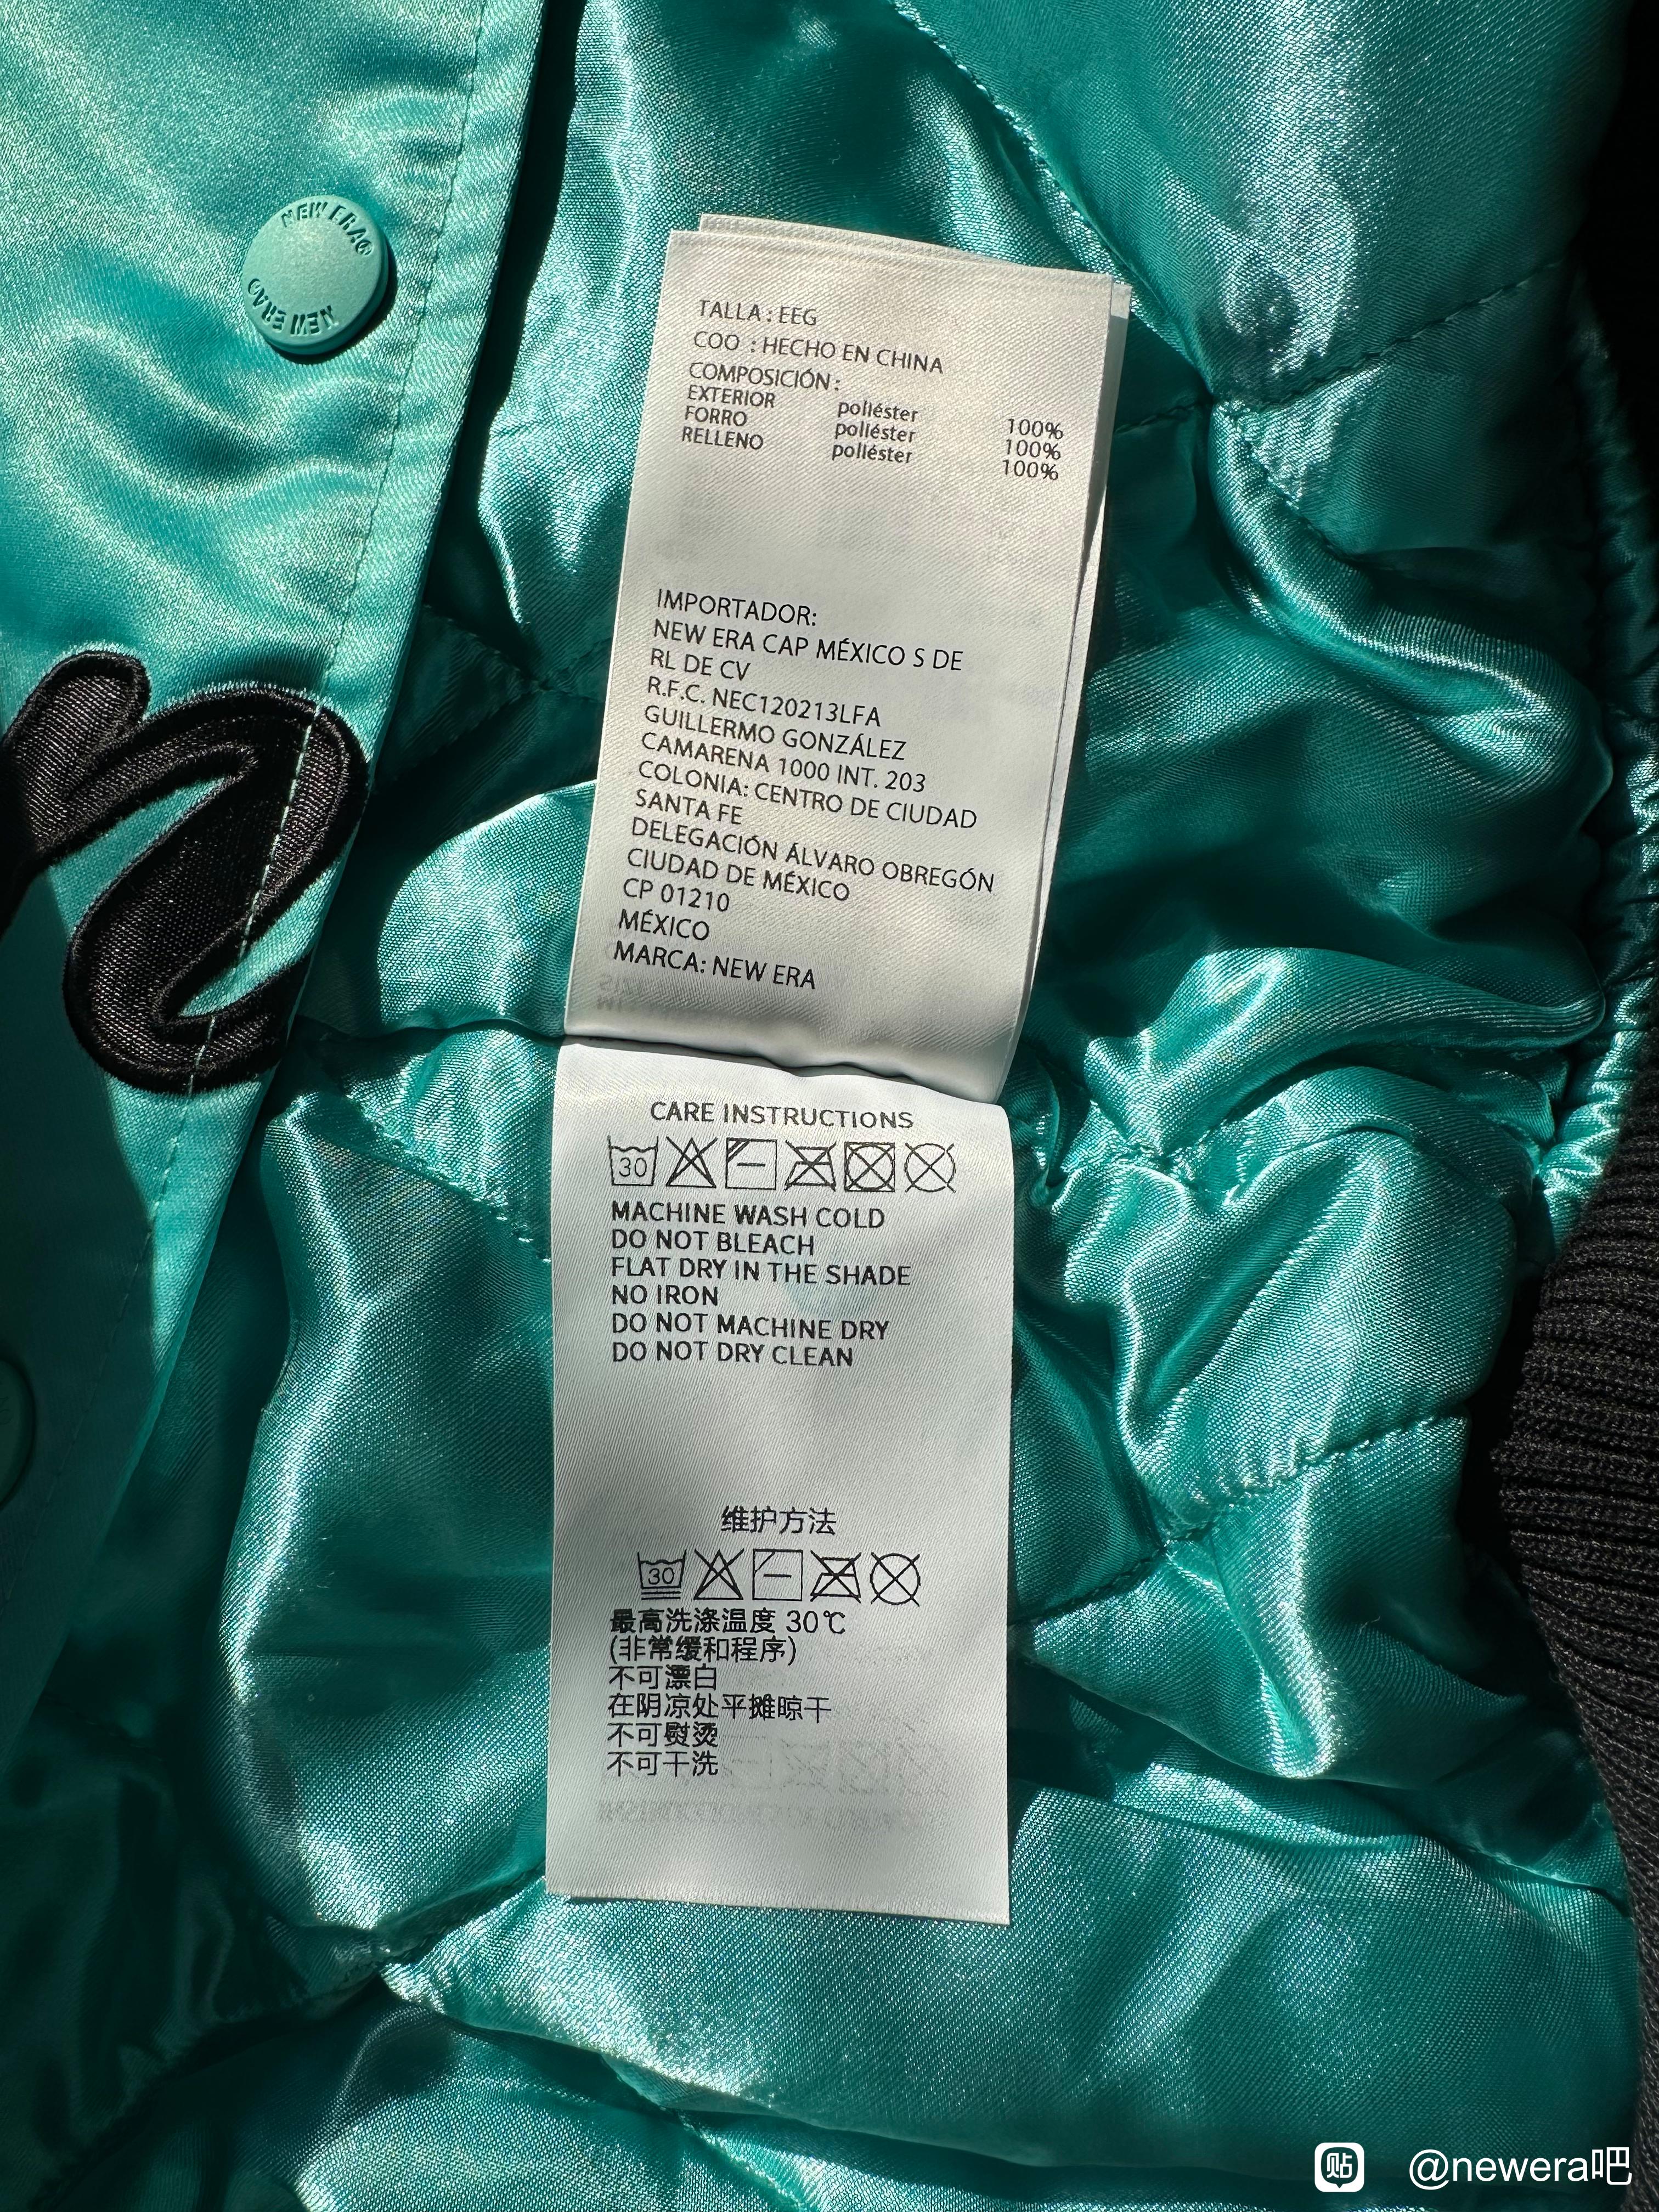 NEW ERA®
NEW ERA®
TALLA : EEG
COO : HECHO EN CHINA
COMPOSICIÓN :
EXTERIOR poliéster 100%
FORRO poliéster 100%
RELLENO poliéster 100%
IMPORTADOR:
NEW ERA CAP MÉXICO S DE
RL DE CV
R.F.C. NEC120213LFA
GUILLERMO GONZÁLEZ
CAMARENA 1000 INT. 203
COLONIA: CENTRO DE CIUDAD
SANTA FE
DELEGACIÓN ÁLVARO OBREGÓN
CIUDAD DE MÉXICO
CP 01210
MÉXICO
MARCA: NEW ERA
CARE INSTRUCTIONS
30
MACHINE WASH COLD
DO NOT BLEACH
FLAT DRY IN THE SHADE
NO IRON
DO NOT MACHINE DRY
DO NOT DRY CLEAN
维护方法
30
最高洗涤温度 30℃
(非常缓和程序)
不可漂白
在阴凉处平摊晾干
不可熨烫
不可干洗
贴 @newera吧